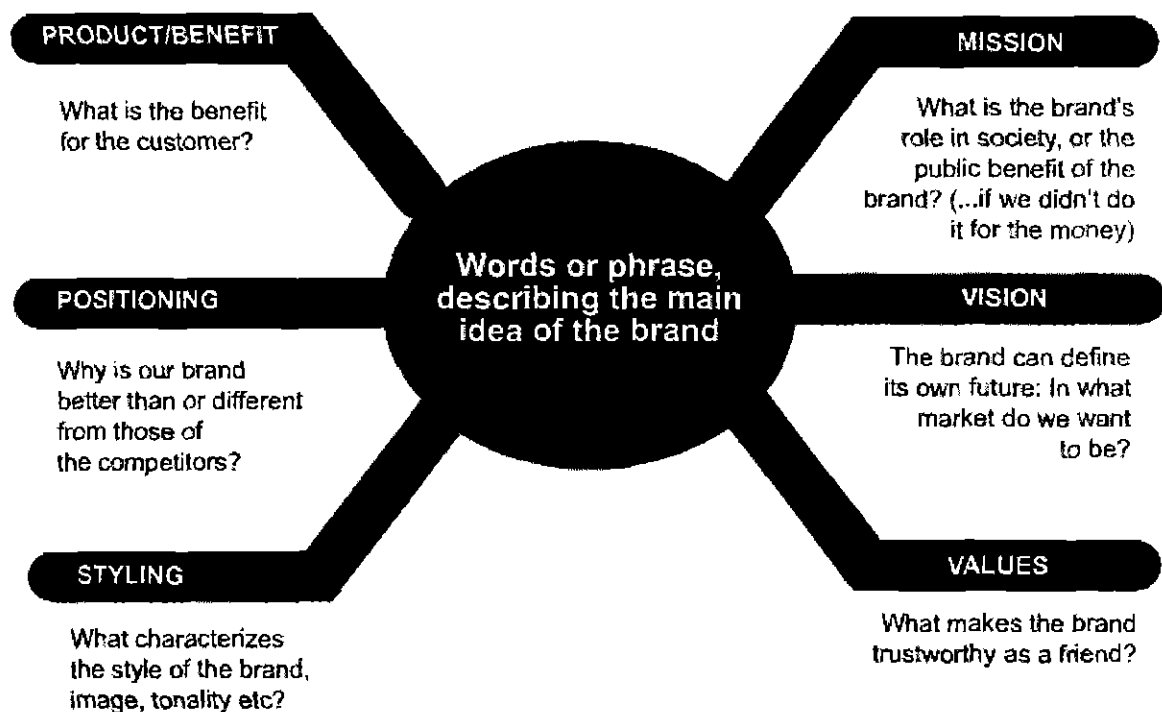 PRODUCT/BENEFIT
What is the benefit
for the customer?
POSITIONING
Why is our brand
better than or different
from those of
the competitors?
STYLING
What characterizes
the style of the brand,
image, tonality etc?
Words or phrase,
describing the main
idea of the brand
MISSION
What is the brand's
role in society, or the
public benefit of the
brand? (...if we didn't do
it for the money)
VISION
The brand can define
its own future: In what
market do we want
to be?
VALUES
What makes the brand
trustworthy as a friend?